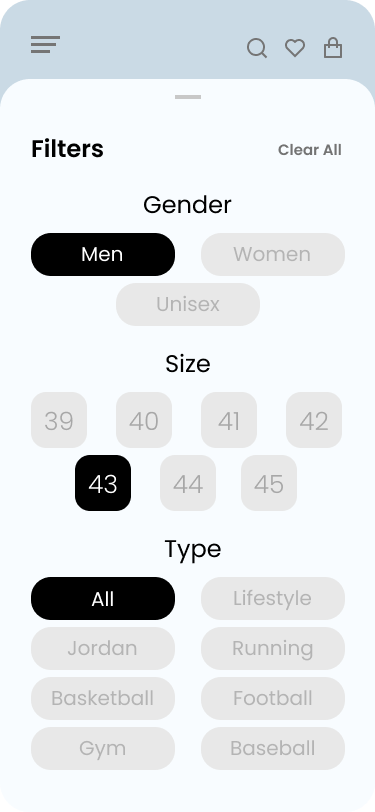 Filters Clear All
Gender
Men Women
Unisex
Size
39 40 41 42
43 44 45
Type
All Lifestyle
Jordan Running
Basketball Football
Gym Baseball